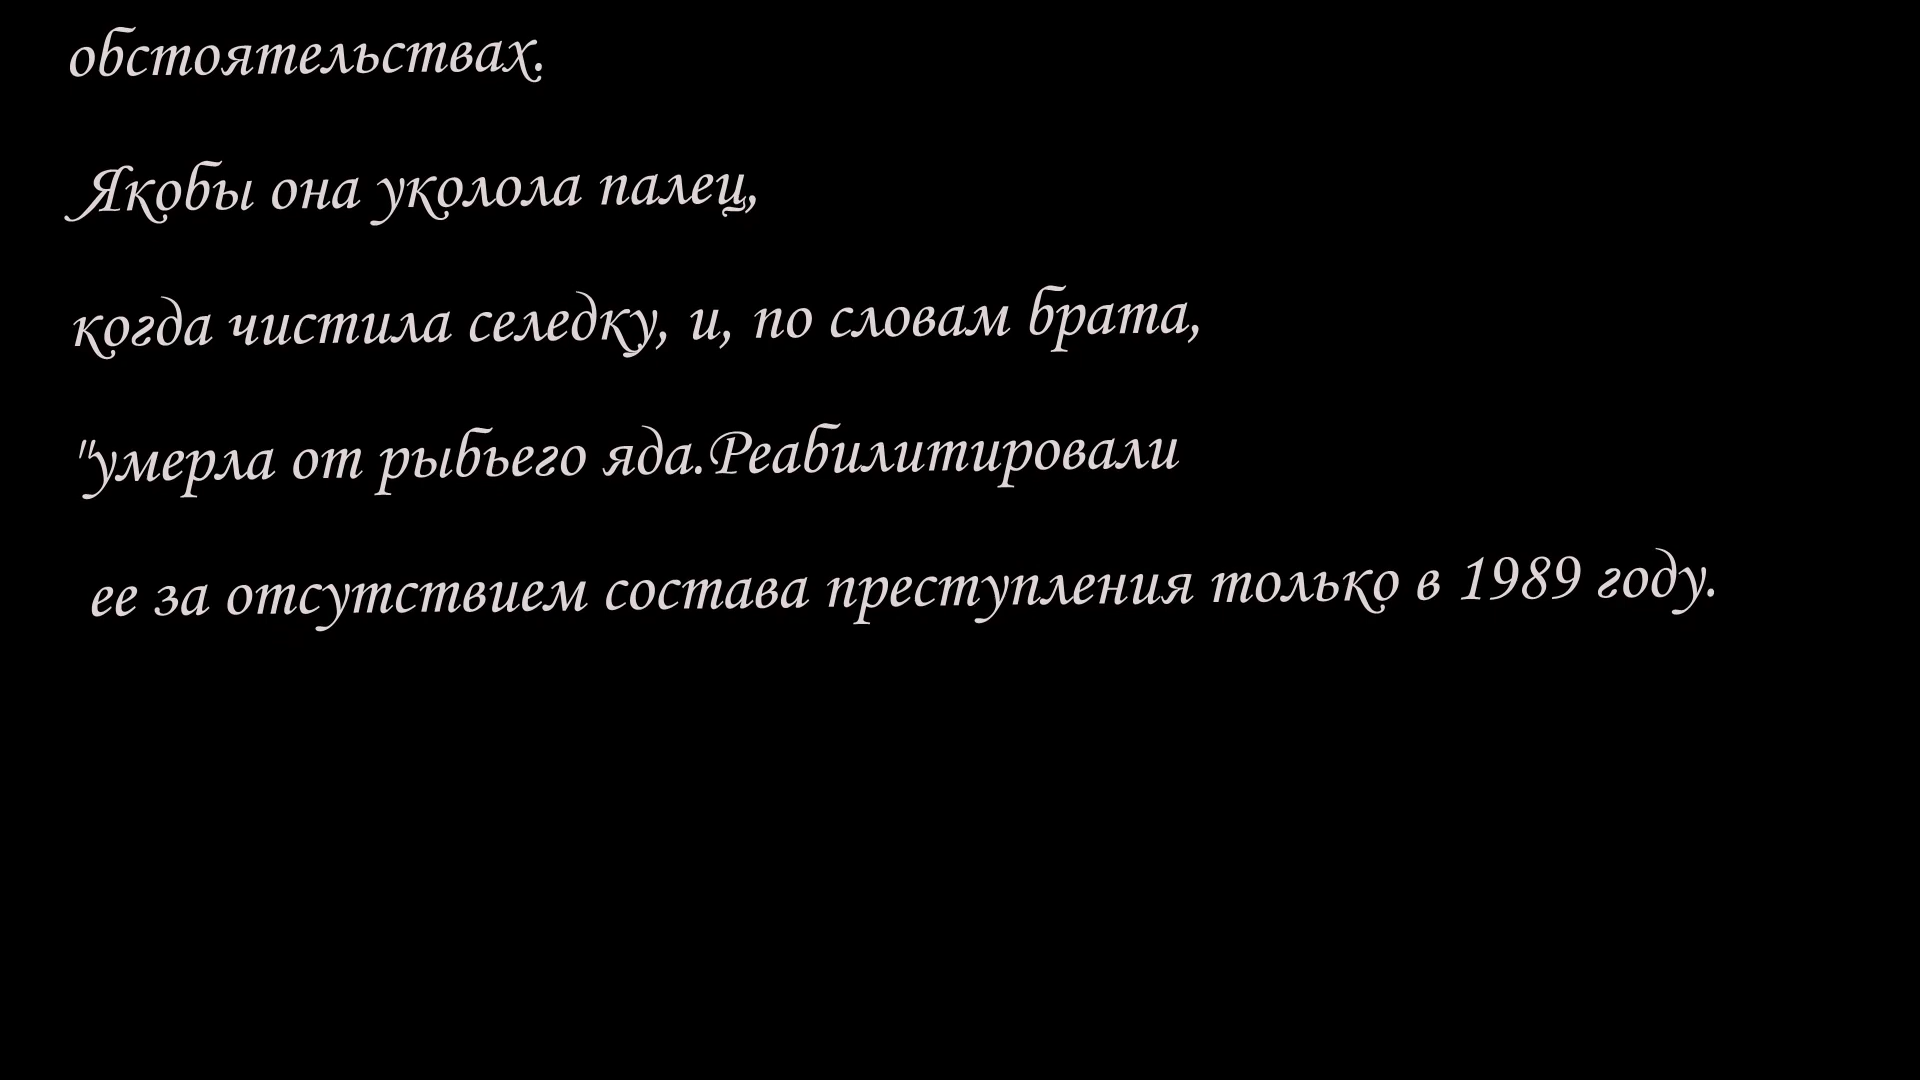 обстоятельствах.
Якобы она уколола палец,
когда чистила селедку, и, по словам брата,
"умерла от рыбьего яда.Реабилитировали
ее за отсутствием состава преступления только в 1989 году.